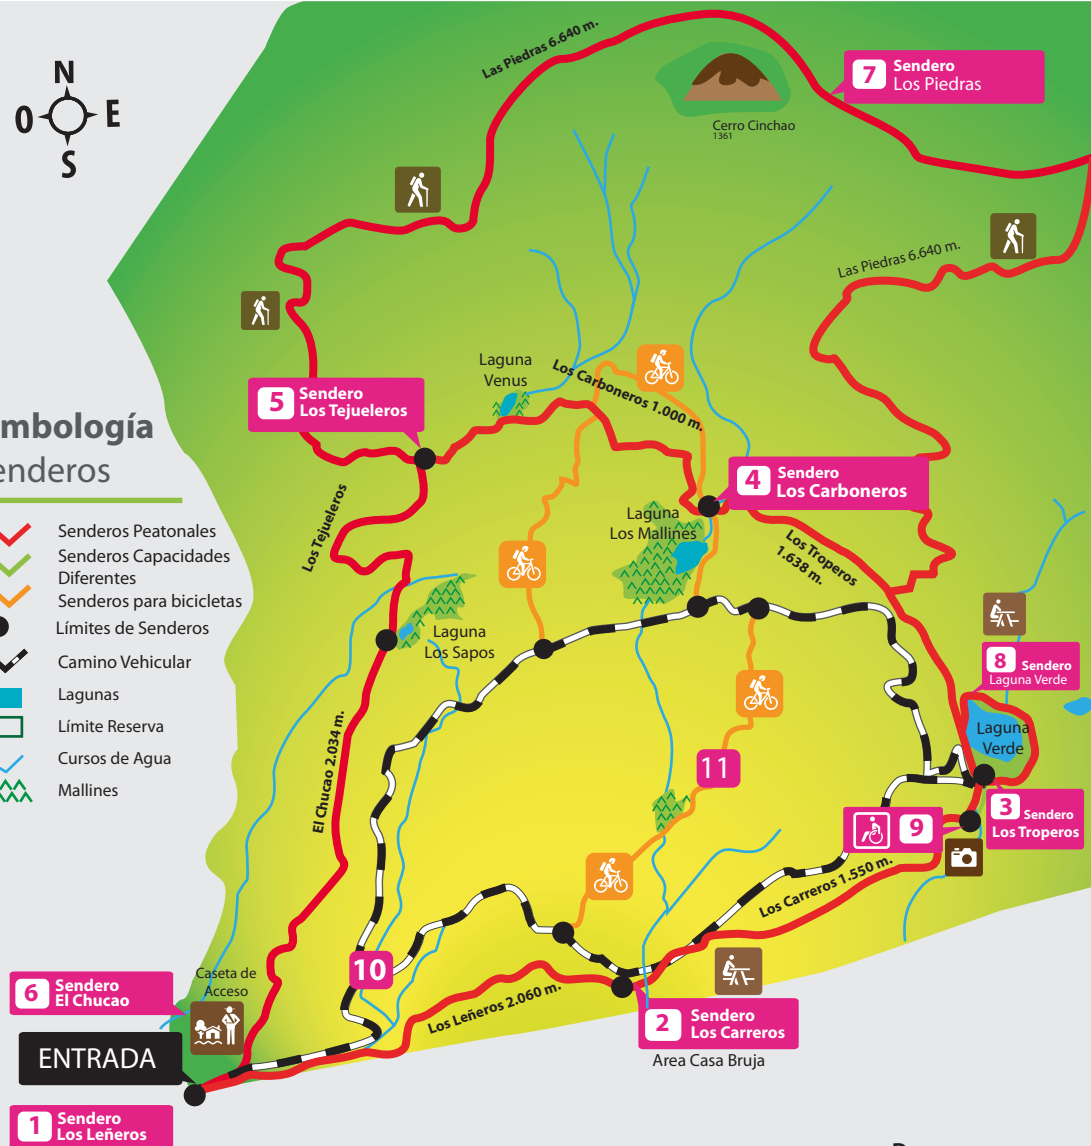 N
O E
S
Las Piedras 6.640 m.
7 Sendero
Los Piedras
Cerro Cinchao
1361
Las Piedras 6.640 m.
Laguna
Venus
Los Carboneros 1.000 m.
5 Sendero
Los Tejueleros
4 Sendero
Los Carboneros
Los Tejueleros
Laguna
Los Mallines
Los Troperos
1.638 m.
mbología
enderos
Senderos Peatonales
Senderos Capacidades
Diferentes
Senderos para bicicletas
Límites de Senderos
Camino Vehicular
Lagunas
Límite Reserva
Cursos de Agua
Mallines
Laguna
Los Sapos
8 Sendero
Laguna Verde
Laguna
Verde
El Chucao 2.034 m.
11
3 Sendero
Los Troperos
9
Los Carreros 1.550 m.
10
6 Sendero
El Chucao
Caseta de
Acceso
Los Leñeros 2.060 m.
2 Sendero
Los Carreros
Area Casa Bruja
ENTRADA
1 Sendero
Los Leñeros